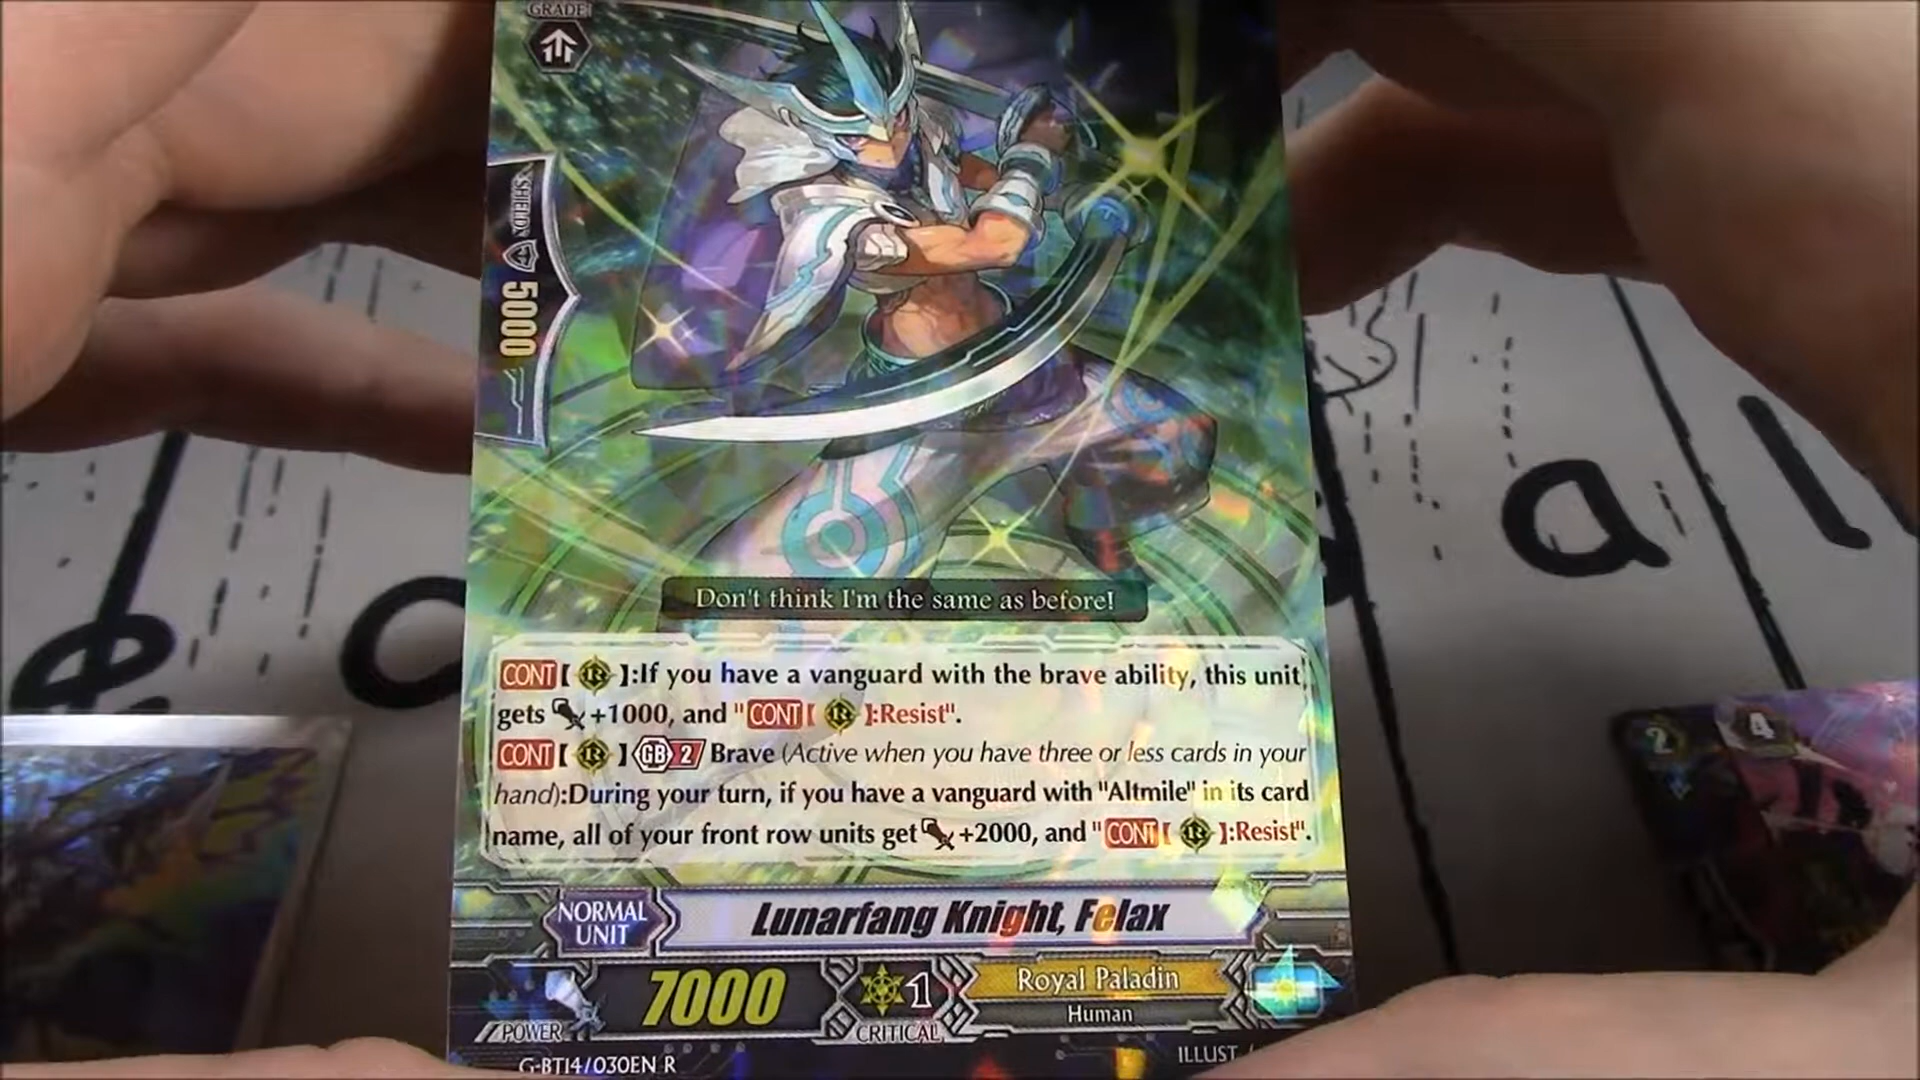 GRADE
SHIELD
5000
Don't think I'm the same as before!
CONT【 R 】:If you have a vanguard with the brave ability, this unit
gets +1000, and "CONT【 R 】:Resist".
CONT【 R 】GB 2 Brave (Active when you have three or less cards in your
hand):During your turn, if you have a vanguard with "Altmile" in its card
name, all of your front row units get +2000, and "CONT【 R 】:Resist".
NORMAL
UNIT
Lunarfang Knight, Felax
POWER
7000
1
CRITICAL
Royal Paladin
Human
G-BT14/030EN R
ILLUST
2
4
a l